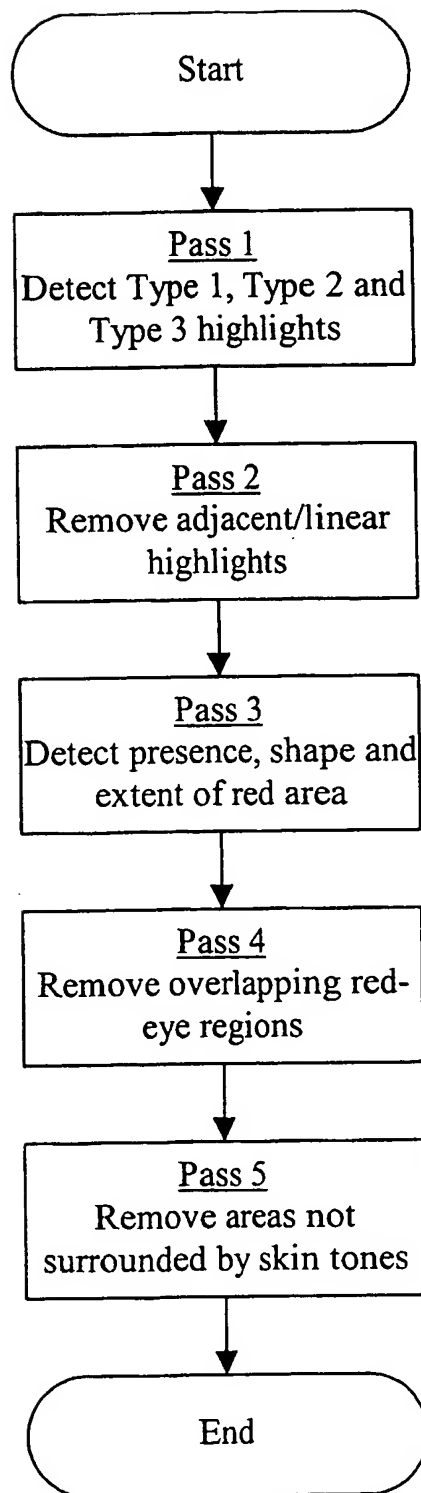 Start
Pass 1
Detect Type 1, Type 2 and
Type 3 highlights
Pass 2
Remove adjacent/linear
highlights
Pass 3
Detect presence, shape and
extent of red area
Pass 4
Remove overlapping red-
eye regions
Pass 5
Remove areas not
surrounded by skin tones
End